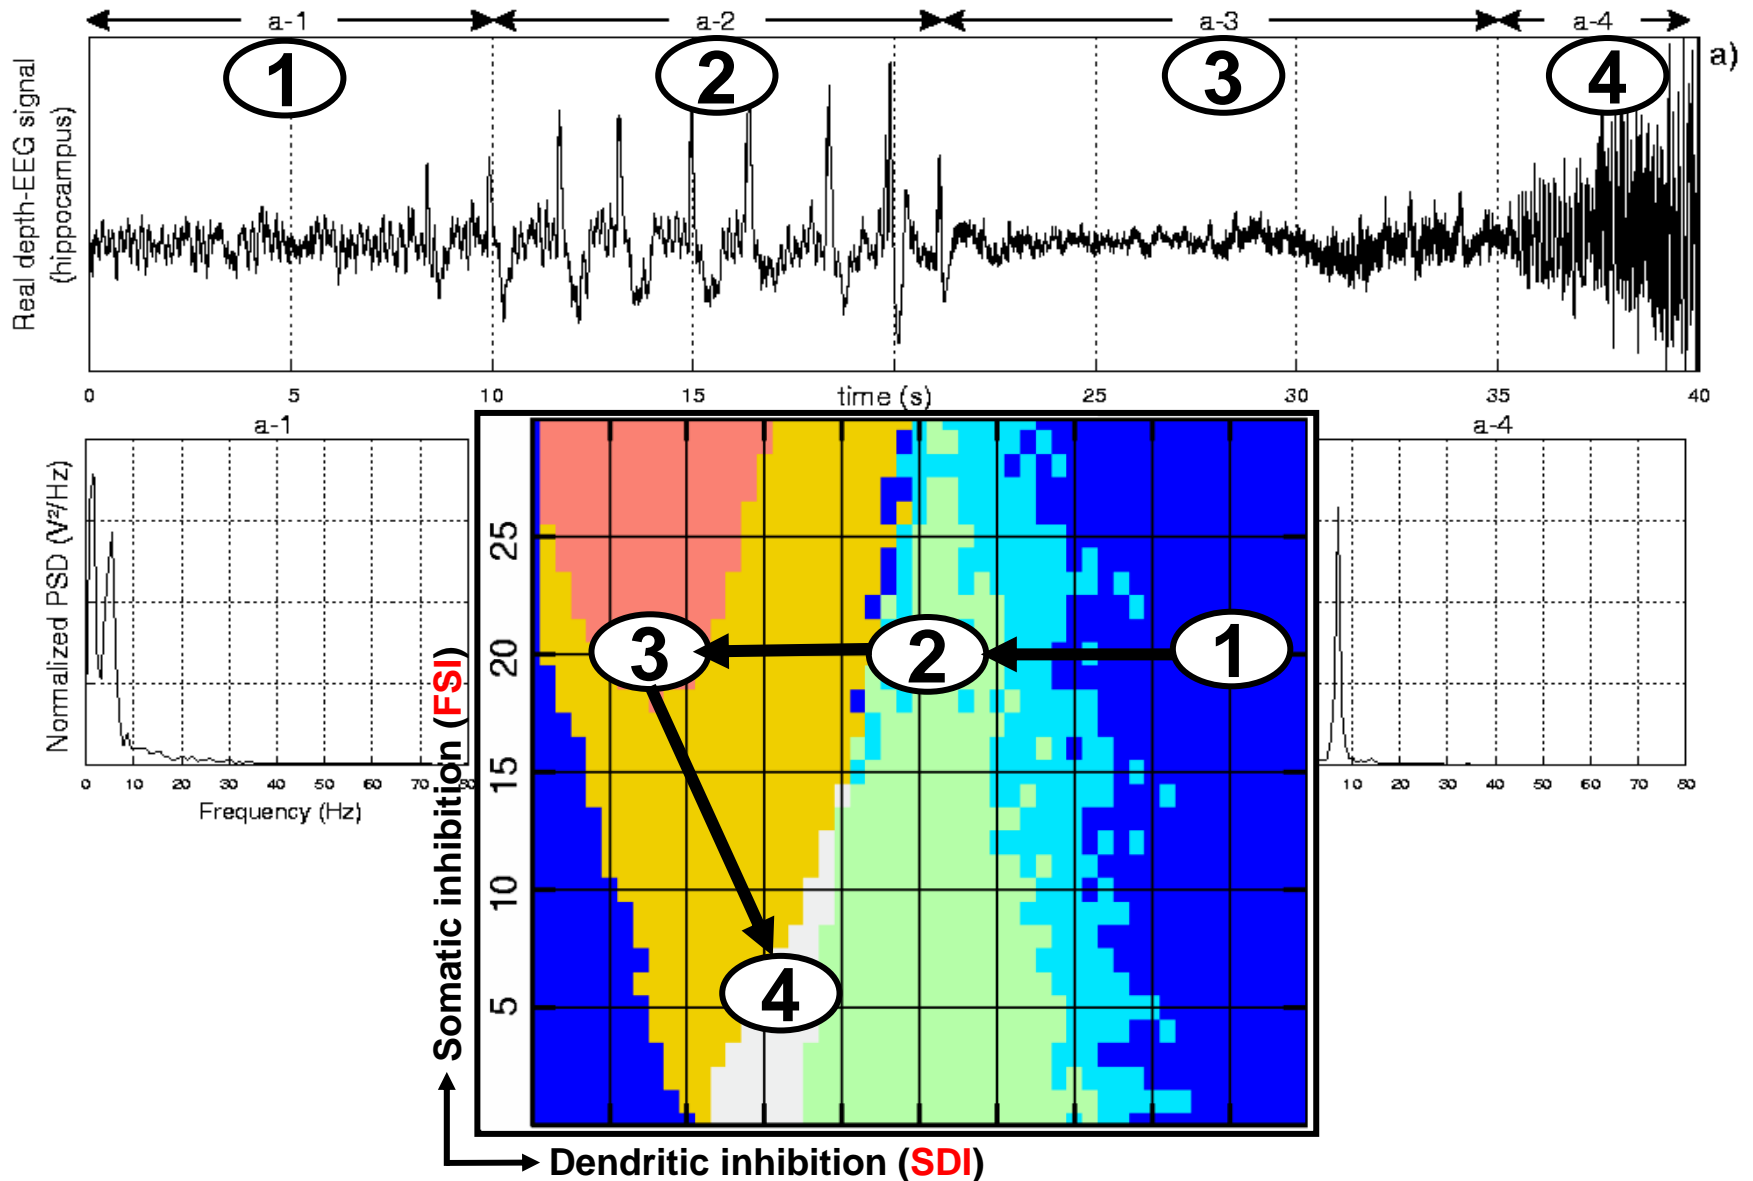 a-1 a-2 a-3 a-4
a)
1 2 3 4
Real depth-EEG signal
(hippocampus)
0 5 10 15 time (s) 25 30 35 40
a-1
a-4
Normalized PSD (V²/Hz)
0 10 20 30 40 50 60 70 80
Frequency (Hz)
10 20 30 40 50 60 70 80
25
20
15
10
5
3 2 1
4
Somatic inhibition (FSI)
Dendritic inhibition (SDI)